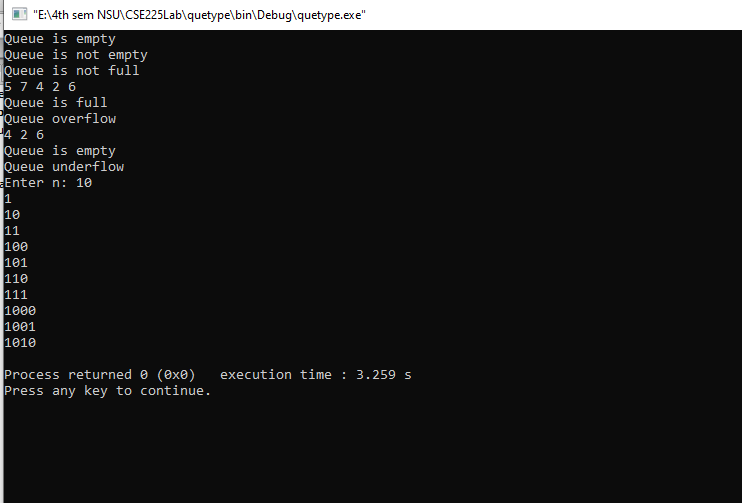 "E:\4th sem NSU\CSE225Lab\quetype\bin\Debug\quetype.exe"
Queue is empty
Queue is not empty
Queue is not full
5 7 4 2 6
Queue is full
Queue overflow
4 2 6
Queue is empty
Queue underflow
Enter n: 10
1
10
11
100
101
110
111
1000
1001
1010
Process returned 0 (0x0)   execution time : 3.259 s
Press any key to continue.